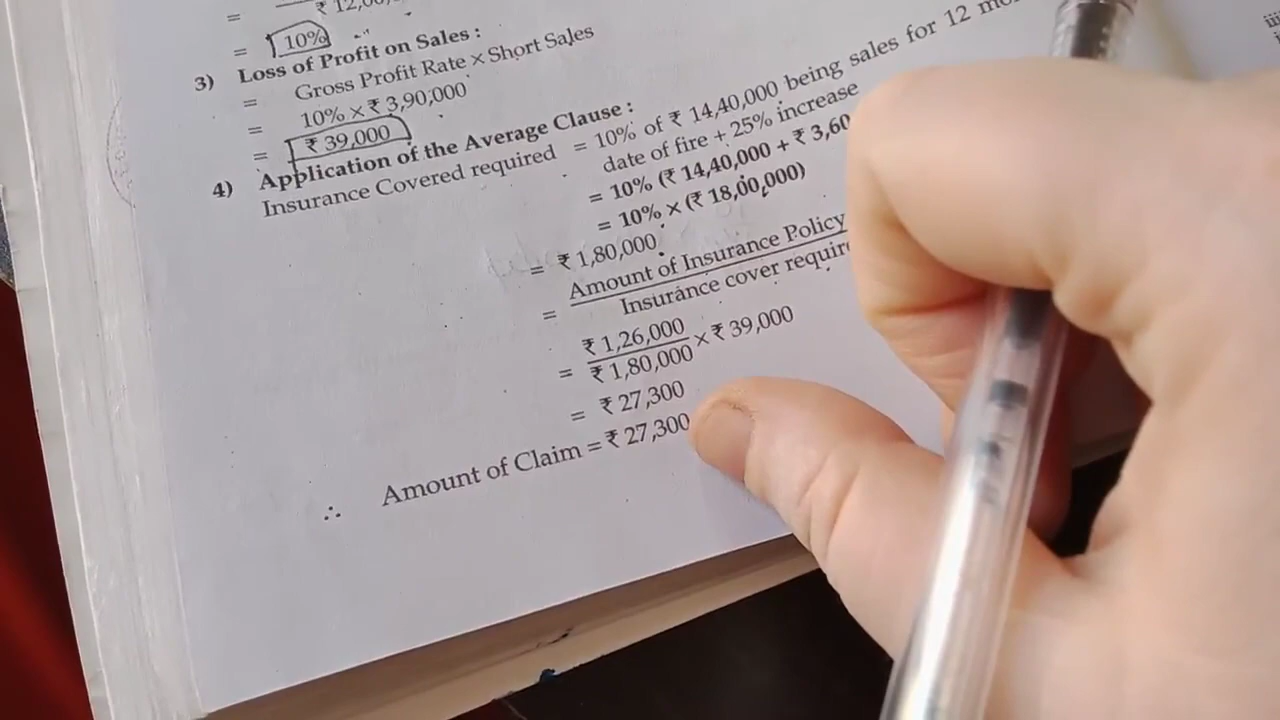 = ₹ 12,00,
= 10%
3) Loss of Profit on Sales :
= Gross Profit Rate × Short Sales
= 10% × ₹ 3,90,000
= ₹ 39,000
4) Application of the Average Clause :
Insurance Covered required = 10% of ₹ 14,40,000 being sales for 12
date of fire + 25% increase
= 10% (₹ 14,40,000 + ₹ 3,60
= 10% × (₹ 18,00,000)
= ₹ 1,80,000
= Amount of Insurance Policy
Insurance cover
= ₹ 1,26,000
₹ 1,80,000 × ₹ 39,000
= ₹ 27,300
∴ Amount of Claim = ₹ 27,300